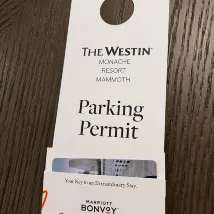 THE WESTIN
MONACHE
RESORT
MAMMOTH
Parking
Permit
Your Key to an Extraordinary Stay.
MARRIOTT
BONVOY